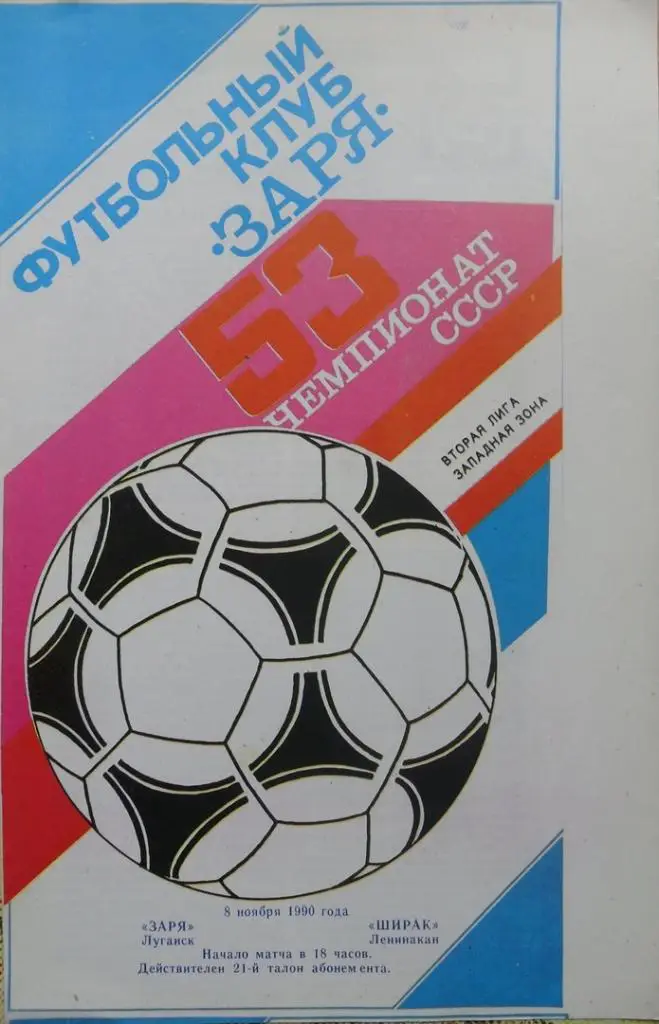 ФУТБОЛЬНЫЙ
КЛУБ
·ЗАРЯ·
53
ЧЕМПИОНАТ
СССР
ВТОРАЯ ЛИГА
ЗАПАДНАЯ ЗОНА
8 ноября 1990 года
«ЗАРЯ» «ШИРАК»
Луганск Ленинакан
Начало матча в 18 часов.
Действителен 21-й талон абонемента.